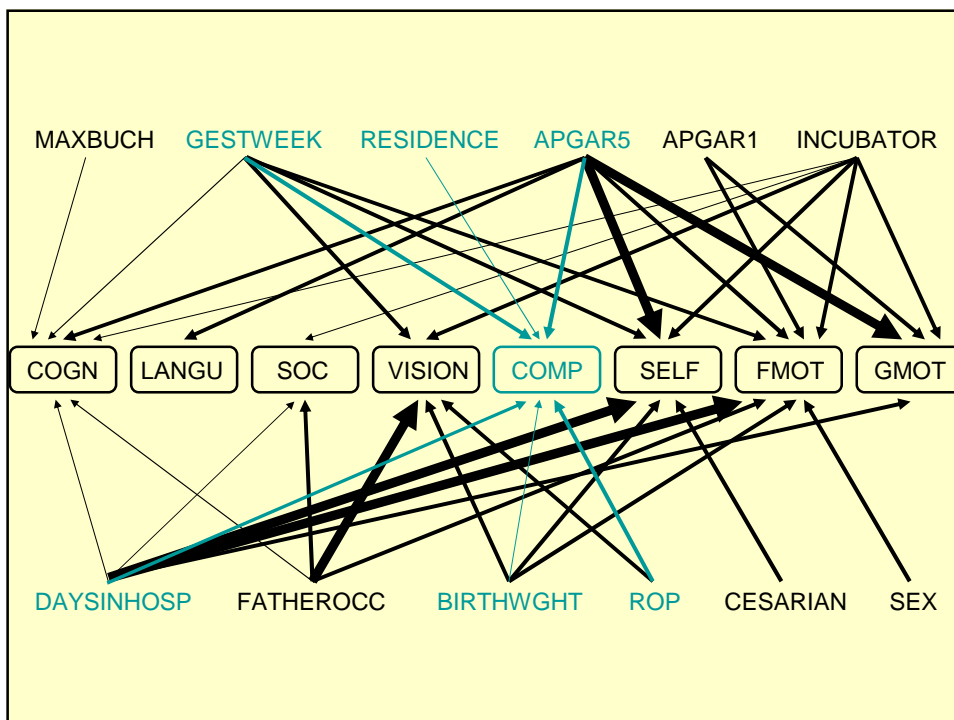 MAXBUCH GESTWEEK RESIDENCE APGAR5 APGAR1 INCUBATOR
COGN LANGU SOC VISION COMP SELF FMOT GMOT
DAYSINHOSP FATHEROCC BIRTHWGHT ROP CESARIAN SEX